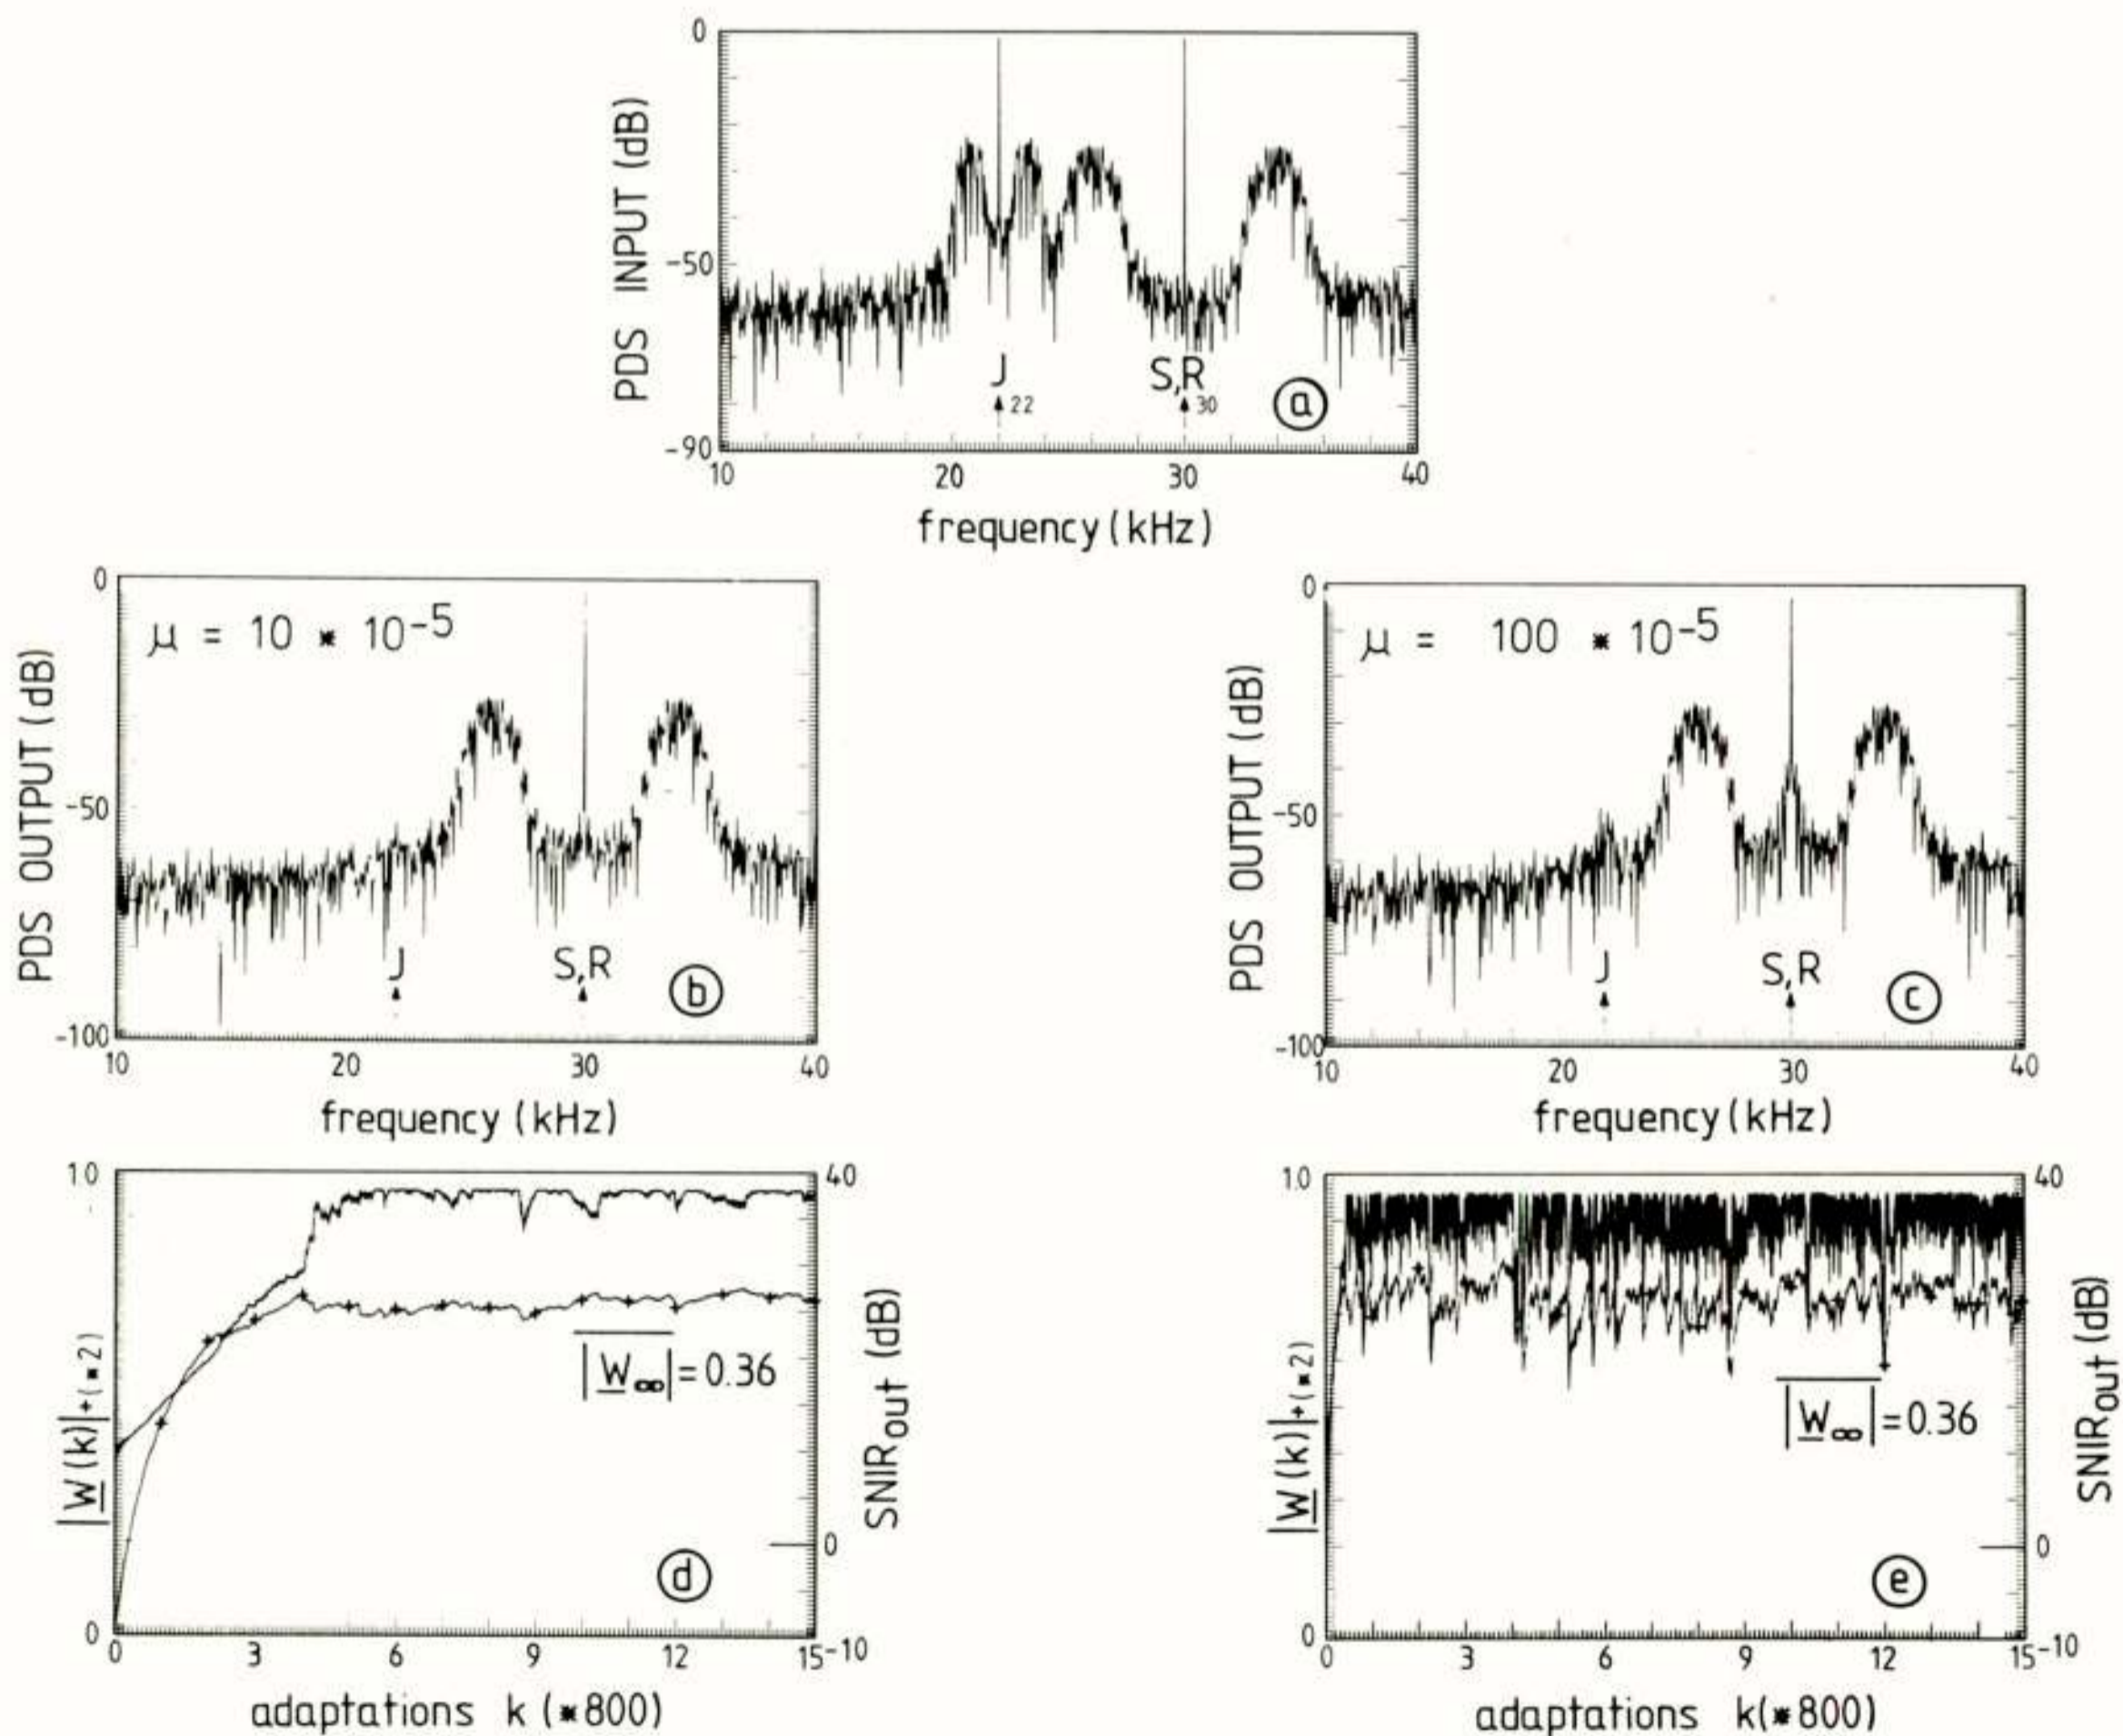 PDS INPUT (dB)
0
-50
-90
J
22
S,R
30
a
10 20 30 40
frequency (kHz)
PDS OUTPUT (dB)
0
-50
-100
μ = 10 * 10⁻⁵
J
S,R
b
10 20 30 40
frequency (kHz)
PDS OUTPUT (dB)
0
-50
-100
μ = 100 * 10⁻⁵
J
S,R
c
10 20 30 40
frequency (kHz)
|W(k)|+(*2)
1.0
0
40
0
-10
SNIRout (dB)
|W∞|=0.36
d
0 3 6 9 12 15
adaptations k (*800)
|W(k)|+(*2)
1.0
0
40
0
-10
SNIRout (dB)
|W∞|=0.36
e
0 3 6 9 12 15
adaptations k(*800)